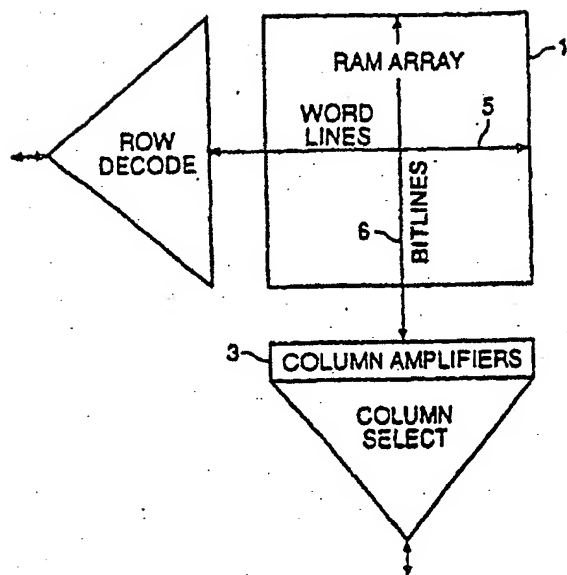 RAM ARRAY
1
WORD
LINES
5
ROW
DECODE
6
BITLINES
3
COLUMN AMPLIFIERS
COLUMN
SELECT